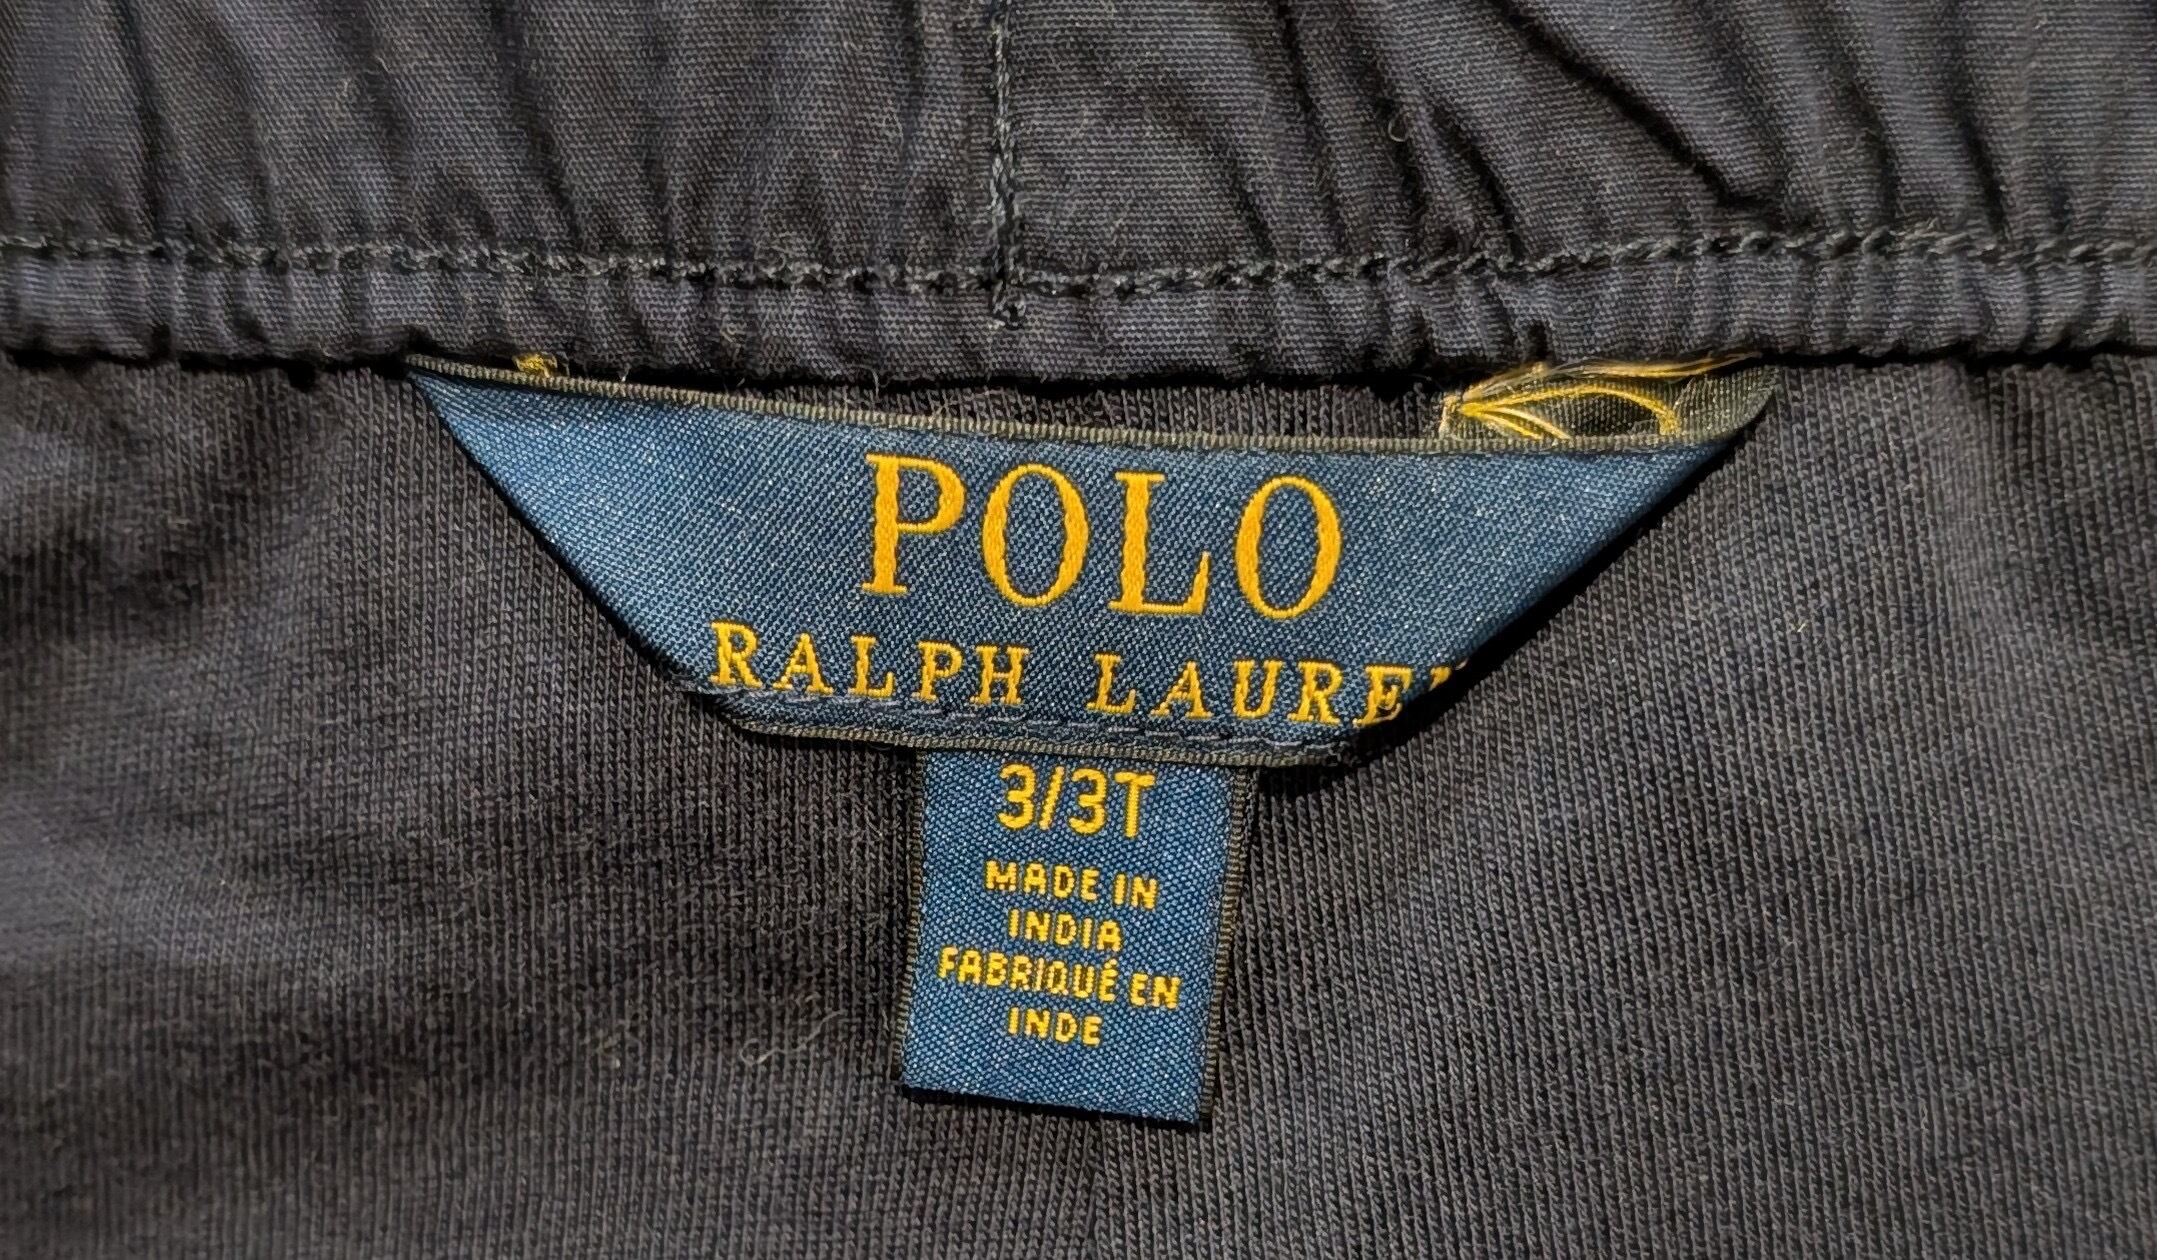 POLO
RALPH LAURE
3/3T
MADE IN
INDIA
FABRIQUÉ EN
INDE